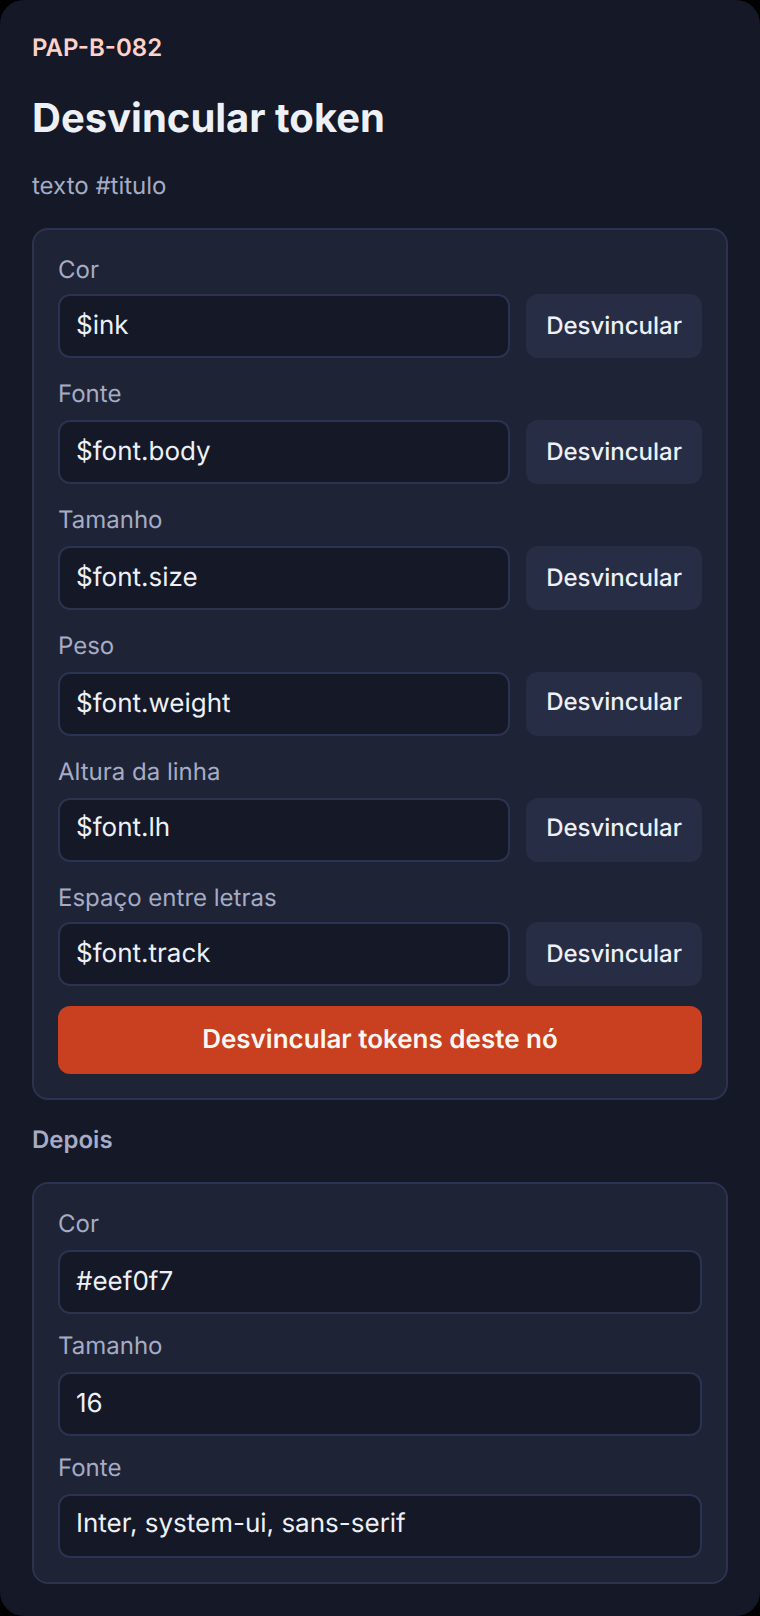 PAP-B-082
Desvincular token
texto #titulo
Cor
$ink
Desvincular
Fonte
$font.body
Desvincular
Tamanho
$font.size
Desvincular
Peso
$font.weight
Desvincular
Altura da linha
$font.lh
Desvincular
Espaço entre letras
$font.track
Desvincular
Desvincular tokens deste nó
Depois
Cor
#eef0f7
Tamanho
16
Fonte
Inter, system-ui, sans-serif